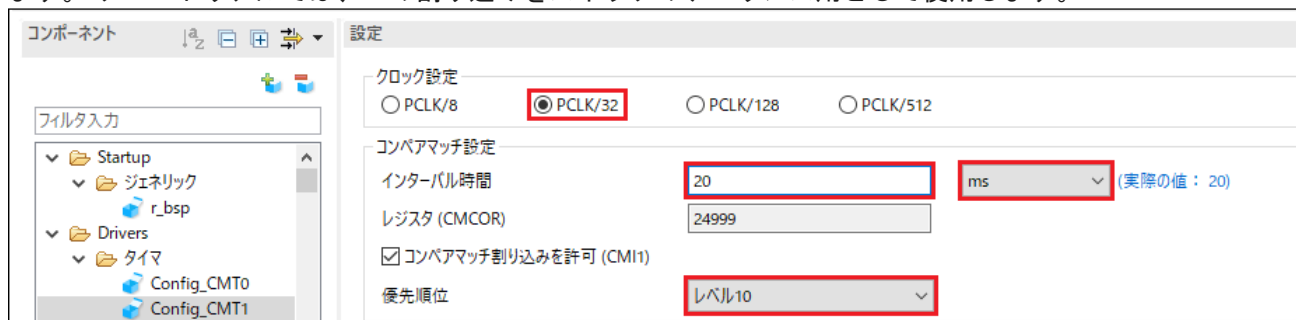 コンポーネント
設定
クロック設定
PCLK/8
PCLK/32
PCLK/128
PCLK/512
フィルタ入力
コンペアマッチ設定
Startup
インターバル時間
20
ms
(実際の値： 20)
ジェネリック
r_bsp
レジスタ (CMCOR)
24999
Drivers
タイマ
コンペアマッチ割り込みを許可 (CMI1)
Config_CMT0
優先順位
レベル10
Config_CMT1